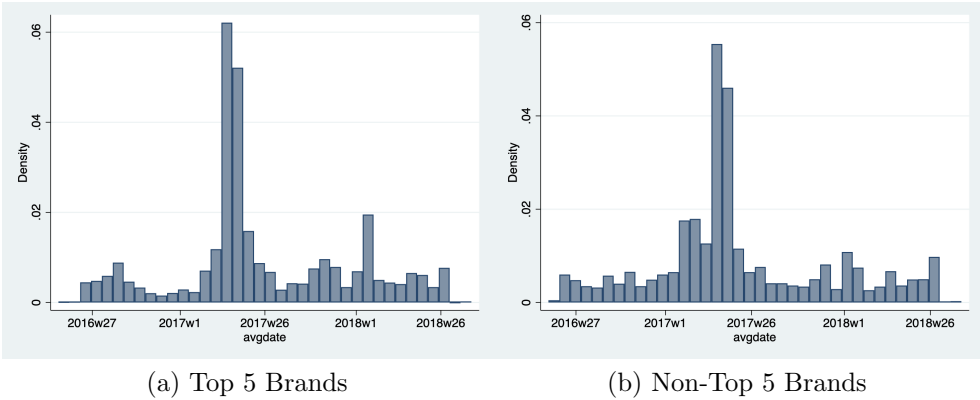 Density
.06
.04
.02
0
2016w27 2017w1 2017w26 2018w1 2018w26
avgdate
(a) Top 5 Brands
Density
.06
.04
.02
0
2016w27 2017w1 2017w26 2018w1 2018w26
avgdate
(b) Non-Top 5 Brands